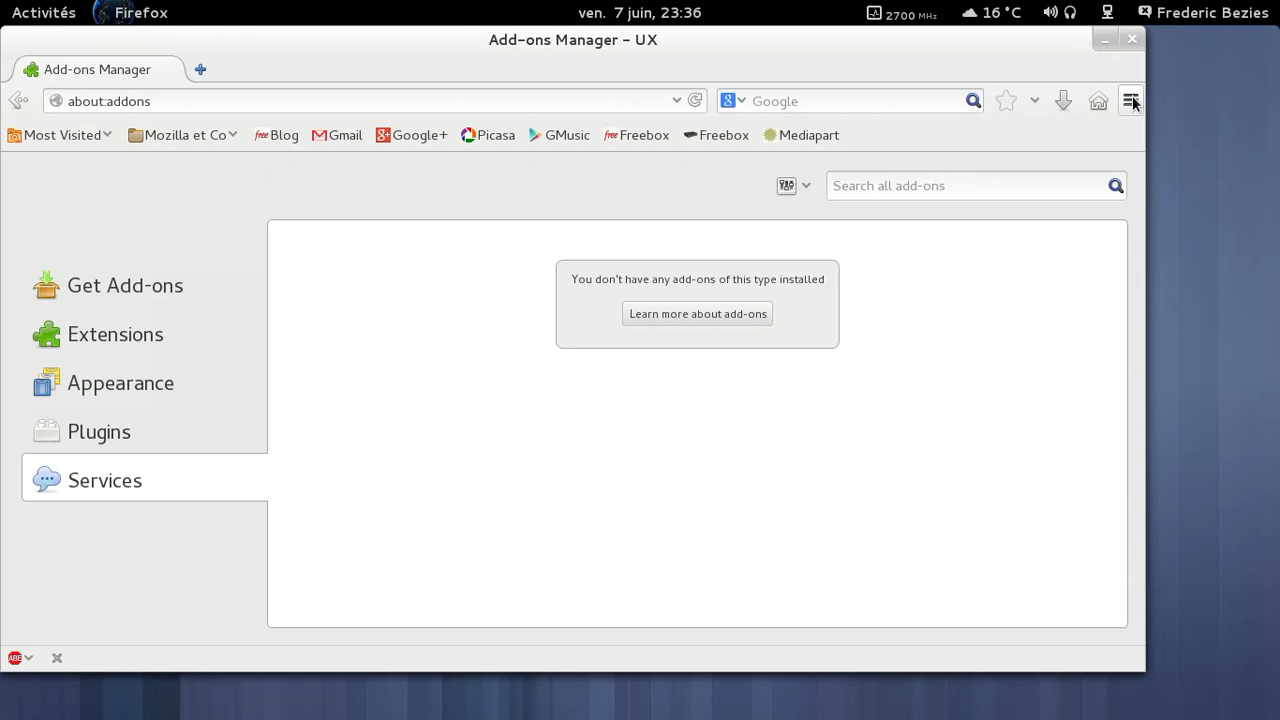 Activités Firefox ven. 7 juin, 23:36 2700 MHz 16 °C Frederic Bezies
Add-ons Manager - UX
Add-ons Manager
about:addons Google
Most Visited Mozilla et Co free Blog Gmail Google+ Picasa GMusic free Freebox Freebox Mediapart
Search all add-ons
You don't have any add-ons of this type installed
Learn more about add-ons
Get Add-ons
Extensions
Appearance
Plugins
Services
ABP